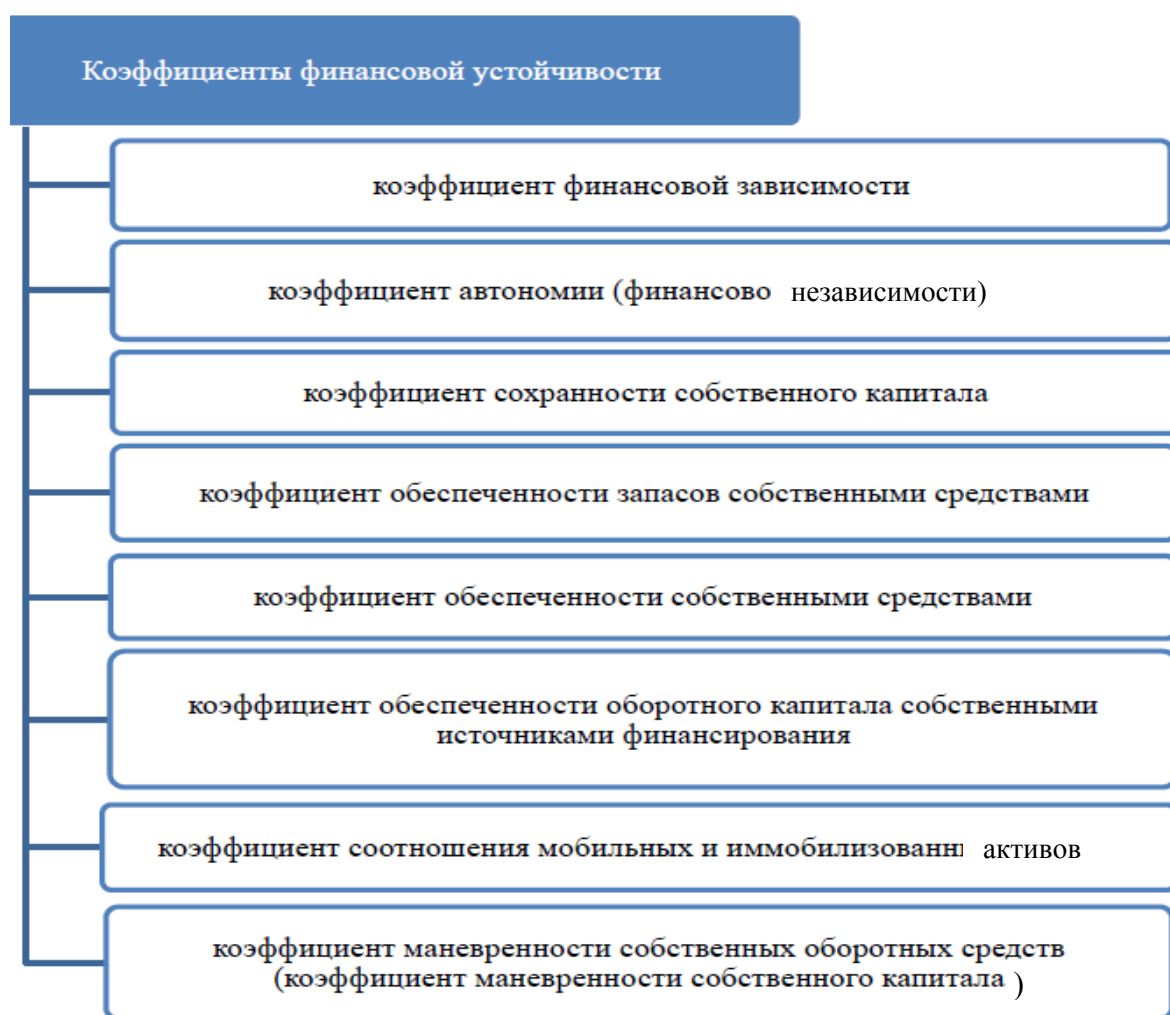 Коэффициенты финансовой устойчивости
коэффициент финансовой зависимости
коэффициент автономии (финансово независимости)
коэффициент сохранности собственного капитала
коэффициент обеспеченности запасов собственными средствами
коэффициент обеспеченности собственными средствами
коэффициент обеспеченности оборотного капитала собственными
источниками финансирования
коэффициент соотношения мобильных и иммобилизованн активов
коэффициент маневренности собственных оборотных средств
(коэффициент маневренности собственного капитала )